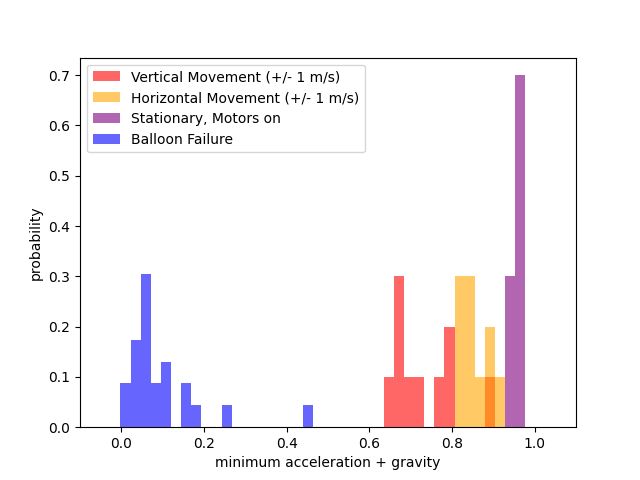 Vertical Movement (+/- 1 m/s)
Horizontal Movement (+/- 1 m/s)
Stationary, Motors on
Balloon Failure
0.7
0.6
0.5
0.4
0.3
0.2
0.1
0.0
probability
0.0 0.2 0.4 0.6 0.8 1.0
minimum acceleration + gravity